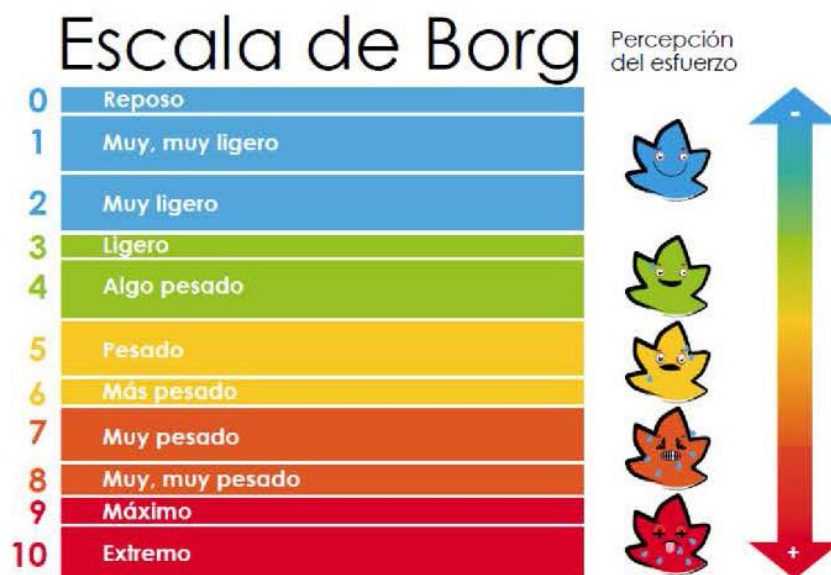 Escala de Borg
Percepción
del esfuerzo
0 Reposo
1 Muy, muy ligero
2 Muy ligero
3 Ligero
4 Algo pesado
5 Pesado
6 Más pesado
7 Muy pesado
8 Muy, muy pesado
9 Máximo
10 Extremo
-
+